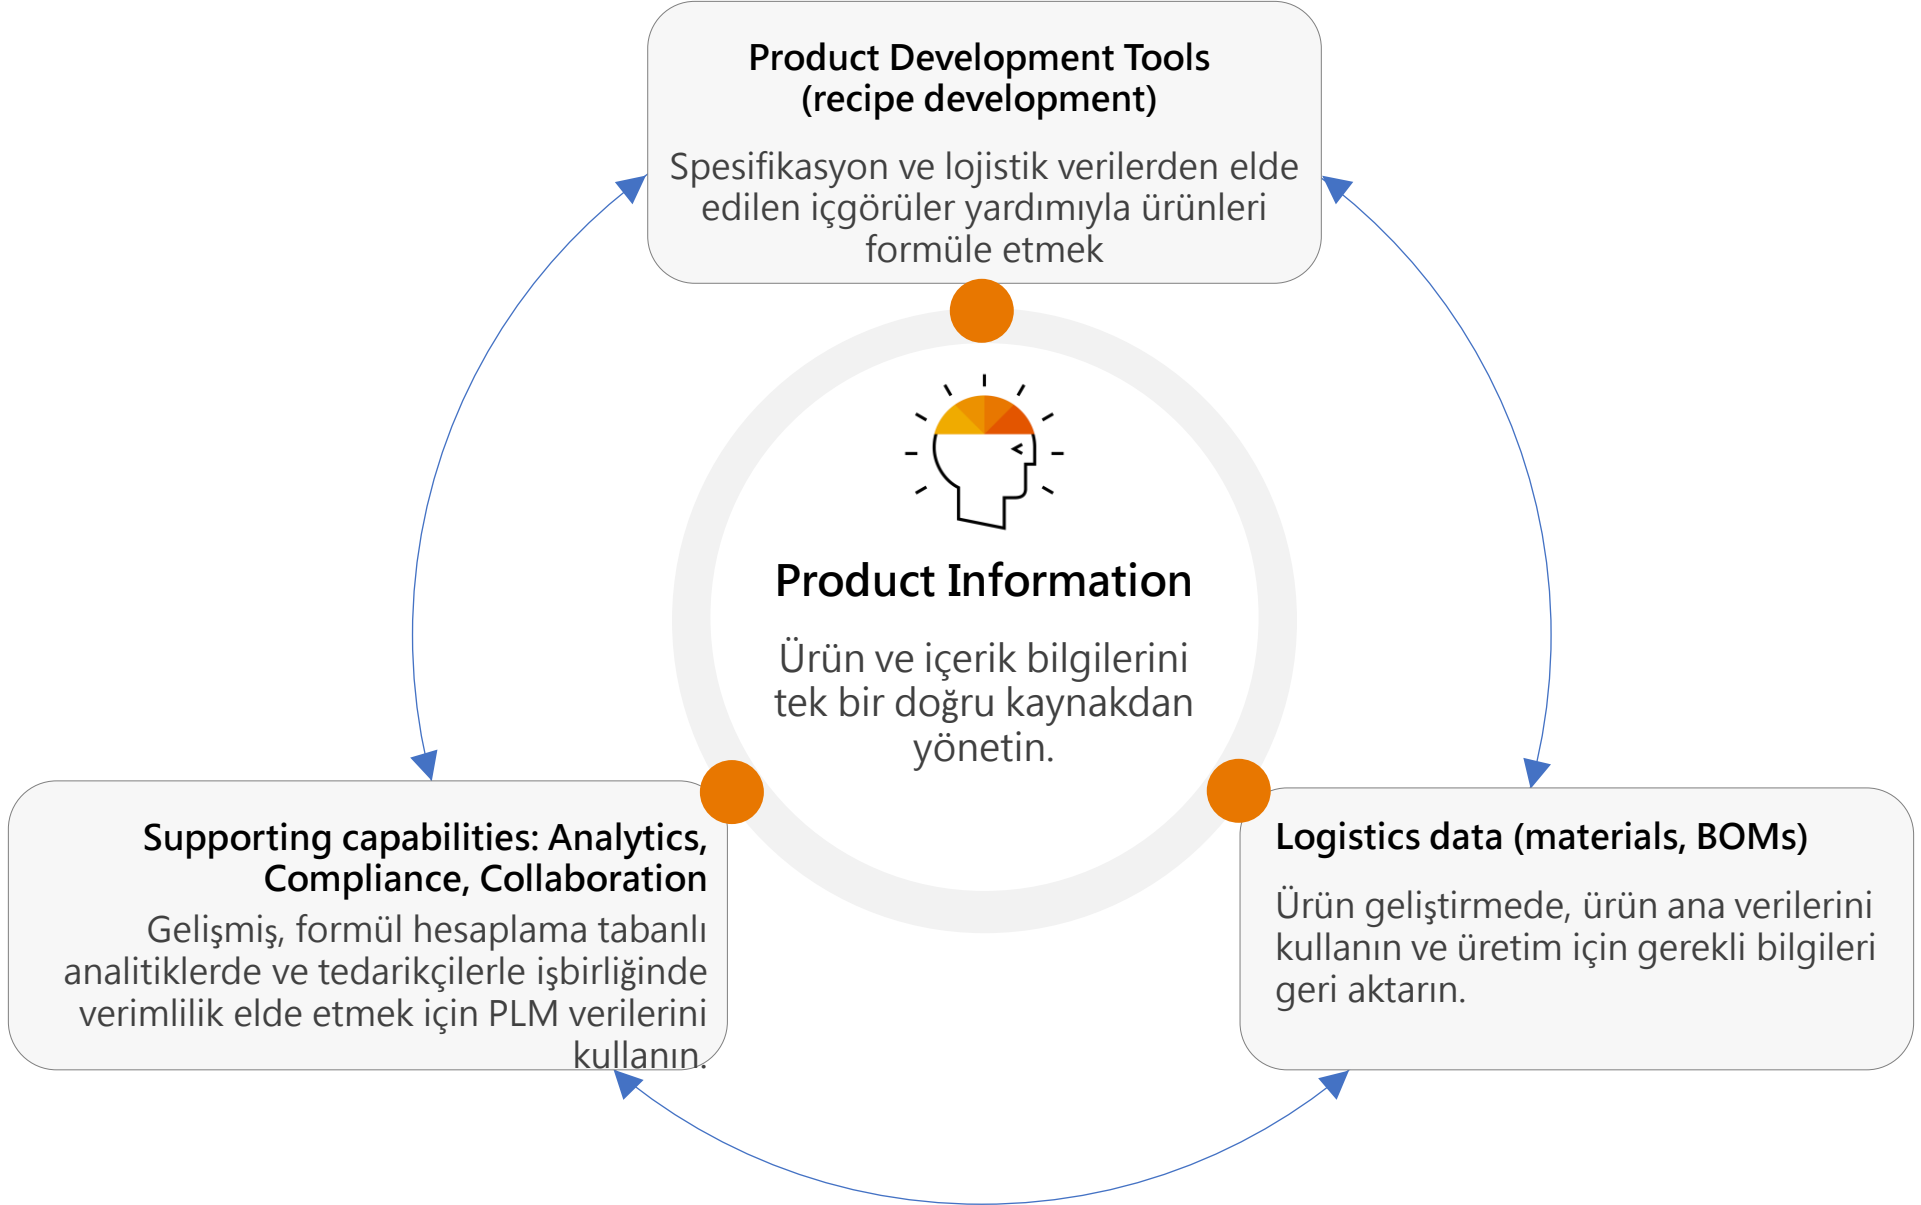 Product Development Tools
(recipe development)
Spesifikasyon ve lojistik verilerden elde
edilen içgörüler yardımıyla ürünleri
formüle etmek
Product Information
Ürün ve içerik bilgilerini
tek bir doğru kaynakdan
yönetin.
Supporting capabilities: Analytics,
Compliance, Collaboration
Gelişmiş, formül hesaplama tabanlı
analitiklerde ve tedarikçilerle işbirliğinde
verimlilik elde etmek için PLM verilerini
kullanın.
Logistics data (materials, BOMs)
Ürün geliştirmede, ürün ana verilerini
kullanın ve üretim için gerekli bilgileri
geri aktarın.